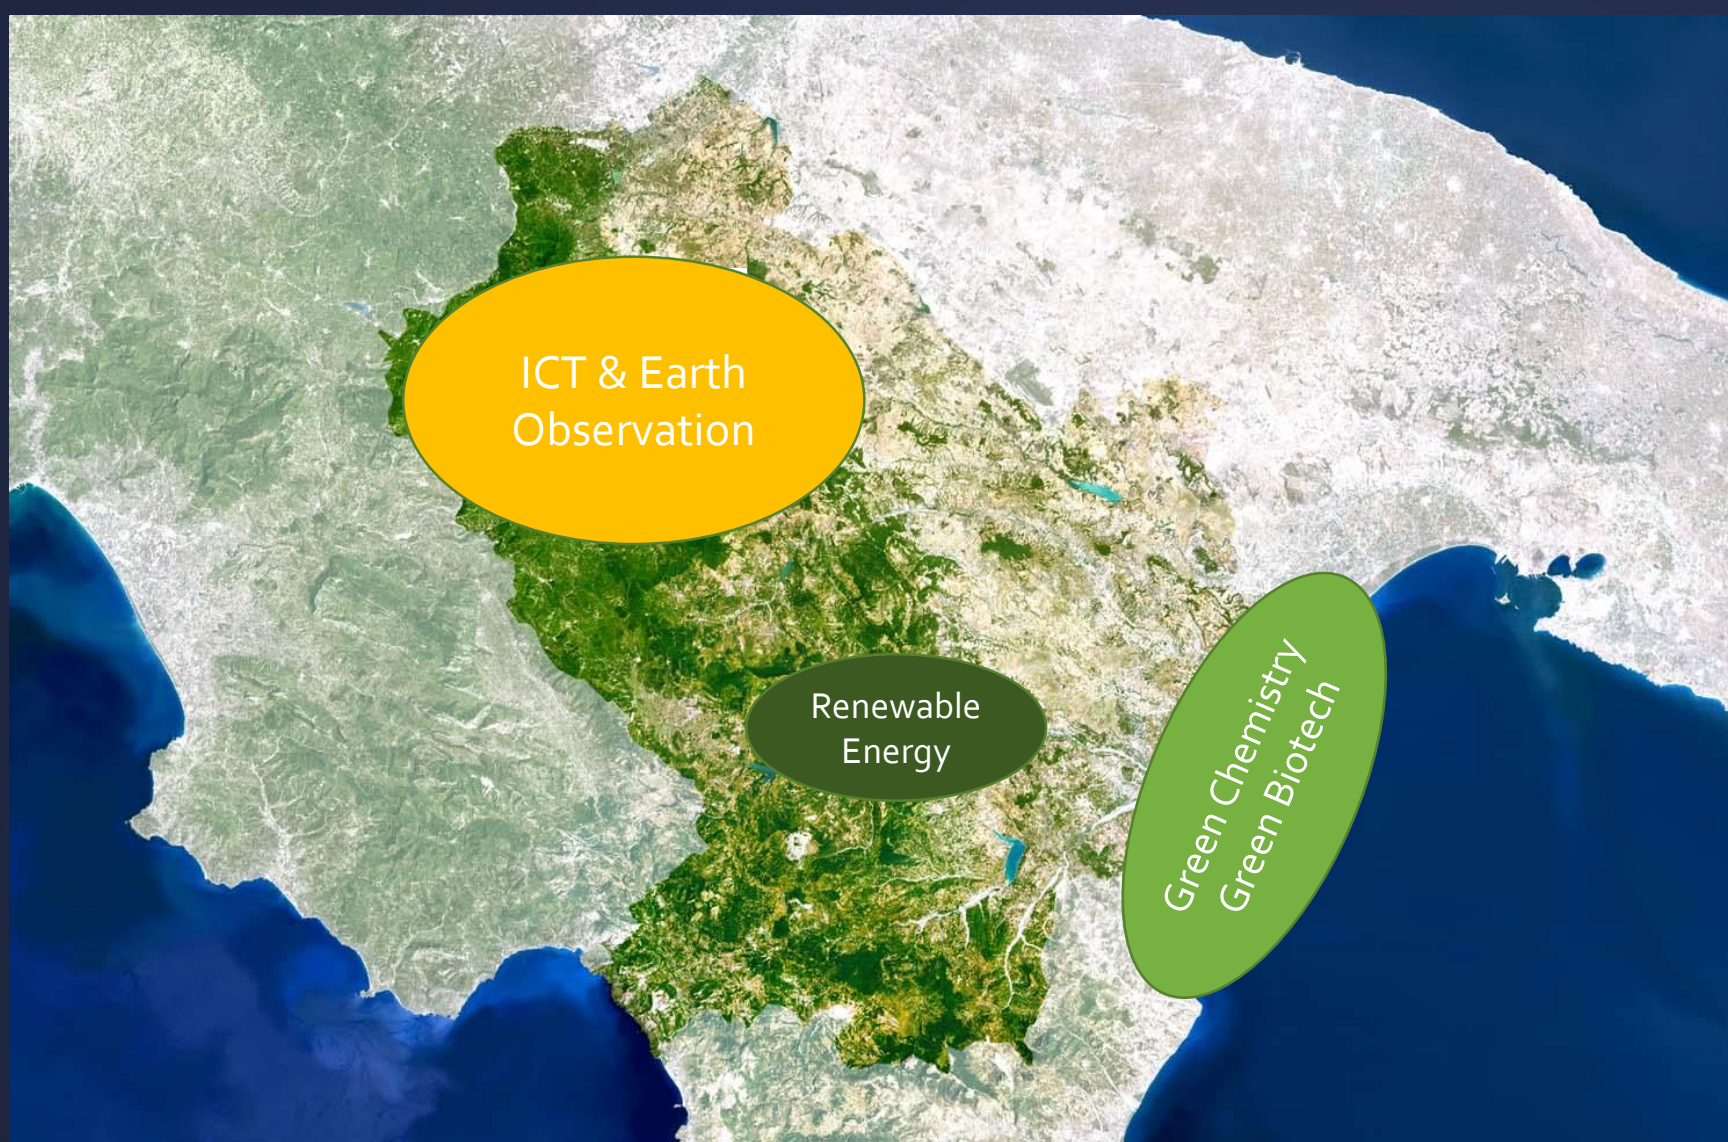 ICT & Earth
Observation
Renewable
Energy
Green Chemistry
Green Biotech